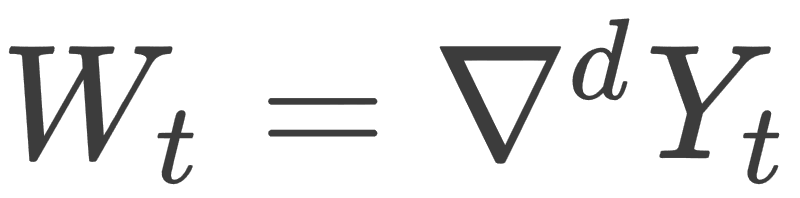 W_t = ∇^d Y_t